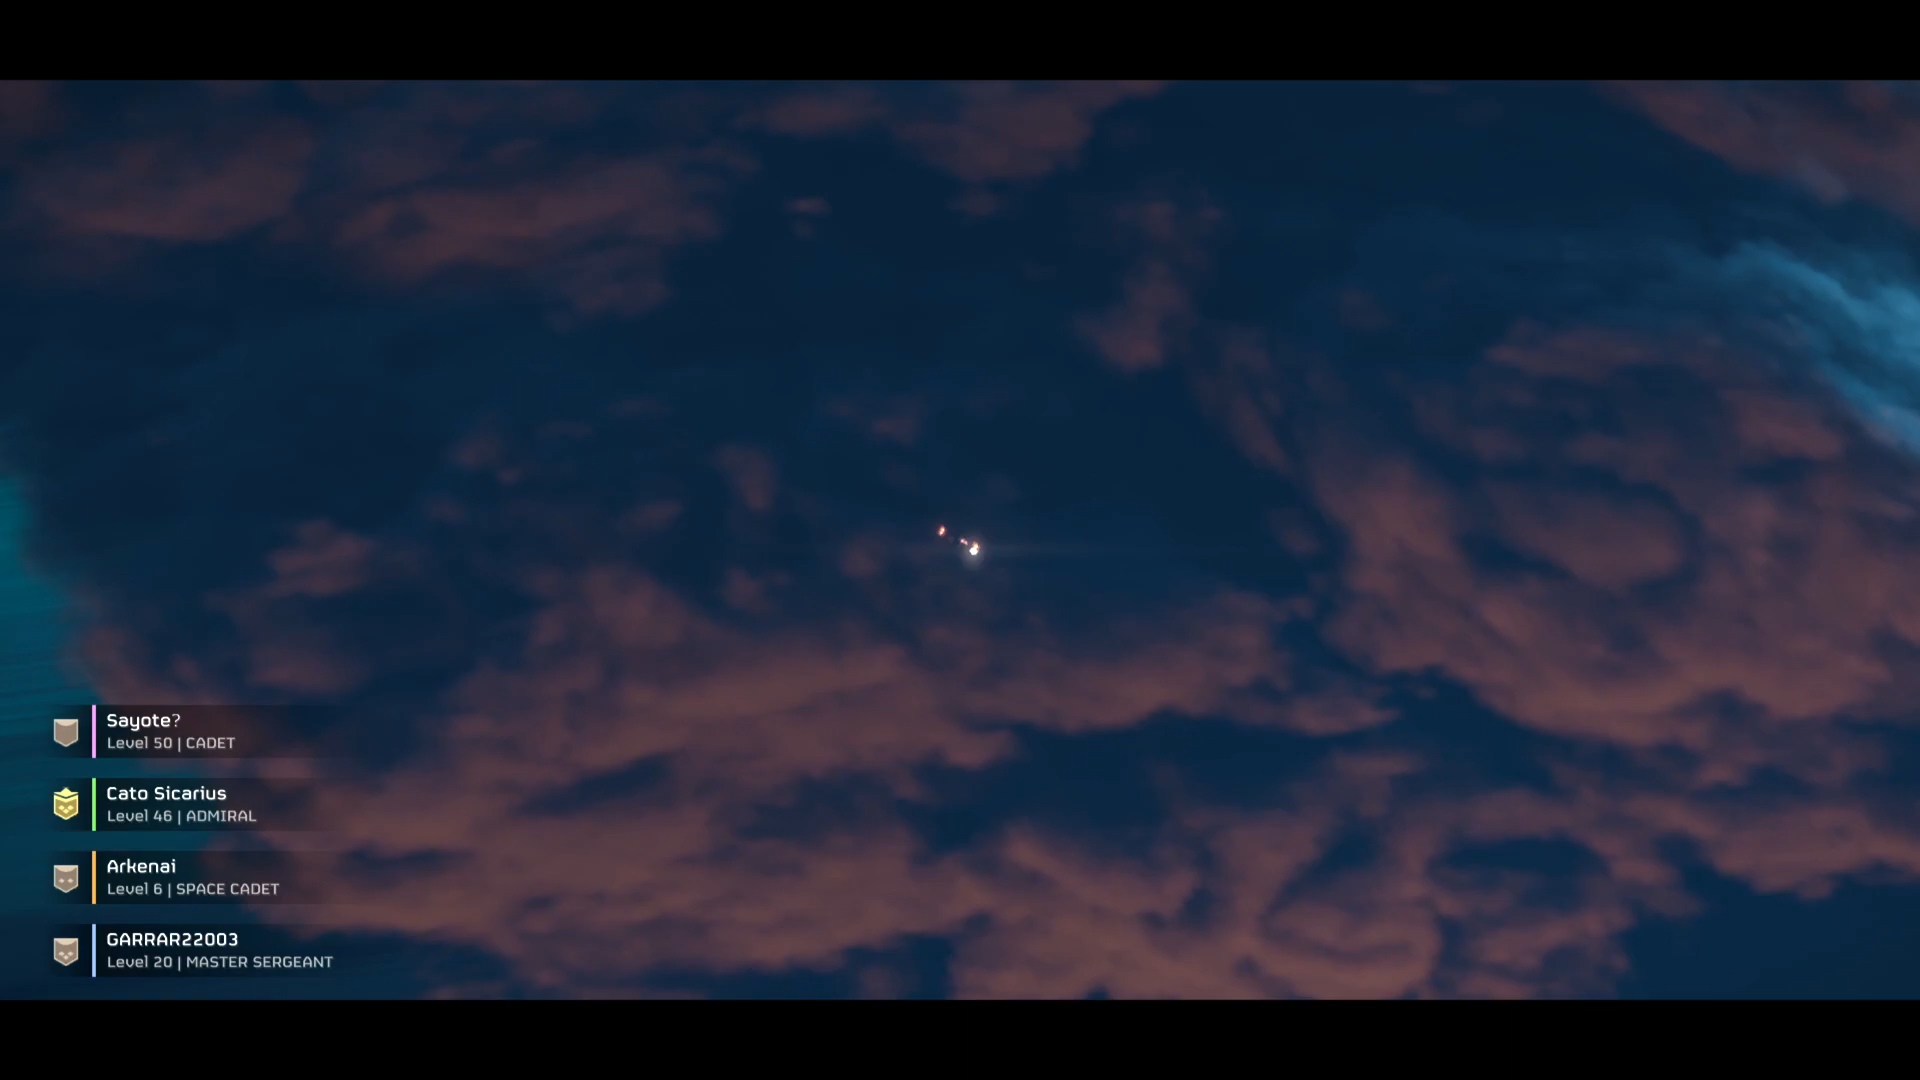 Sayote?
Level 50 | CADET
Cato Sicarius
Level 46 | ADMIRAL
Arkenai
Level 6 | SPACE CADET
GARRAR22003
Level 20 | MASTER SERGEANT